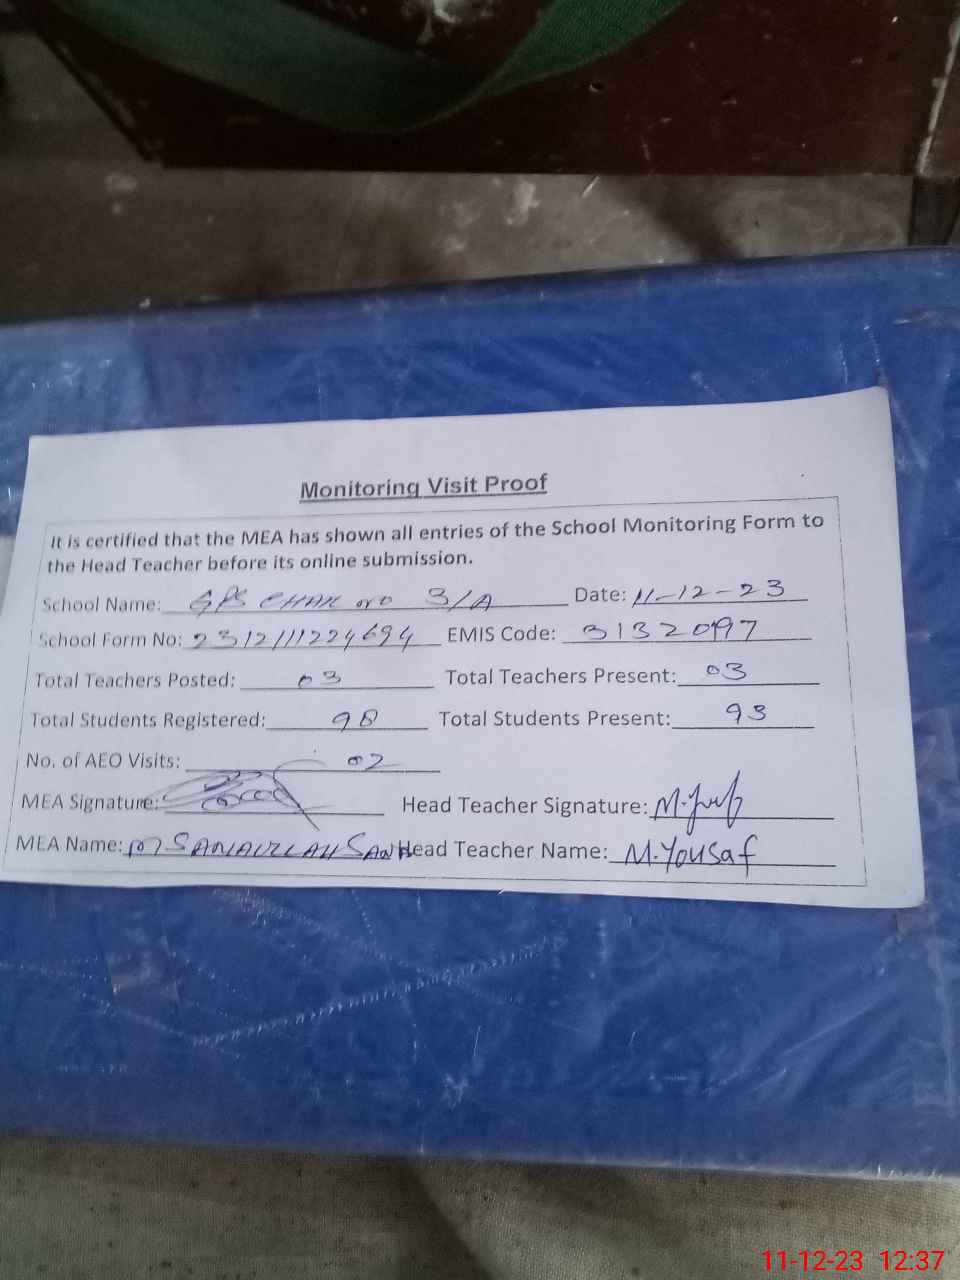 Monitoring Visit Proof
It is certified that the MEA has shown all entries of the School Monitoring Form to
the Head Teacher before its online submission.
School Name: GPS CHAK NO 3/A Date: 11-12-23
School Form No: 2312111224694 EMIS Code: 31320197
Total Teachers Posted: 03 Total Teachers Present: 03
Total Students Registered: 98 Total Students Present: 93
No. of AEO Visits: 02
MEA Signature: Head Teacher Signature:
MEA Name: M SANAULLAH Head Teacher Name: M.Yousaf
11-12-23 12:37